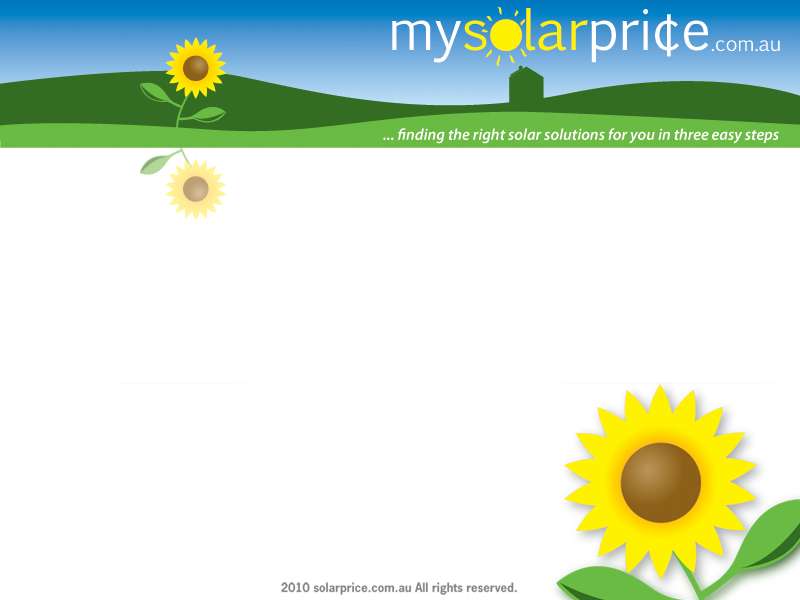 mysolarpri¢e.com.au
... finding the right solar solutions for you in three easy steps
2010 solarprice.com.au All rights reserved.